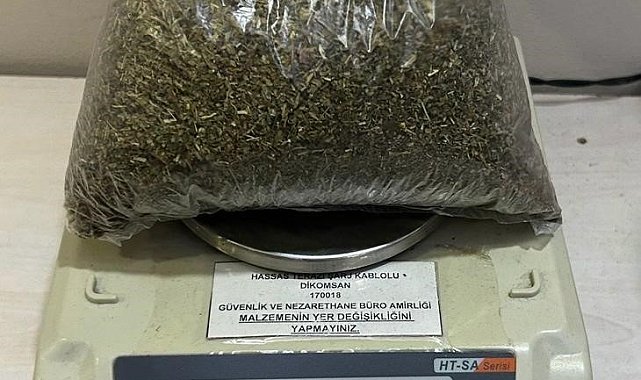 HASSAS TERAZİ ŞARJ KABLOLU *
DİKOMSAN
170018
GÜVENLİK VE NEZARETHANE BÜRO AMİRLİĞİ
MALZEMENİN YER DEĞİŞİKLİĞİNİ
YAPMAYINIZ.
HT-SA Serisi